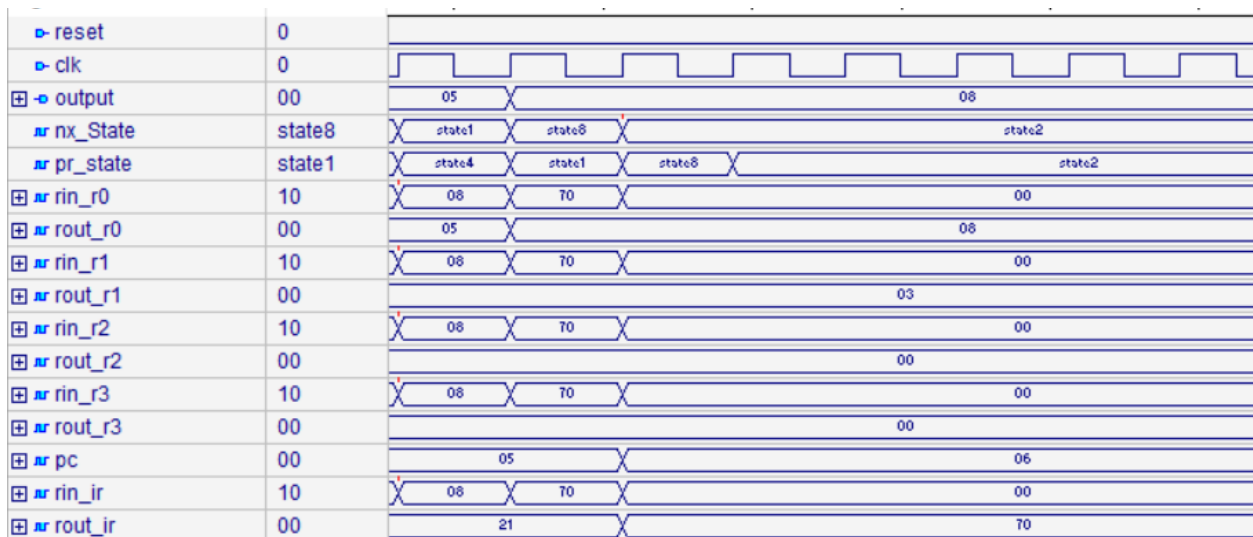 reset 0
clk 0
output 00 05 08
nx_State state8 state1 state8 state2
pr_state state1 state4 state1 state8 state2
rin_r0 10 08 70 00
rout_r0 00 05 08
rin_r1 10 08 70 00
rout_r1 00 03
rin_r2 10 08 70 00
rout_r2 00 00
rin_r3 10 08 70 00
rout_r3 00 00
pc 00 05 06
rin_ir 10 08 70 00
rout_ir 00 21 70